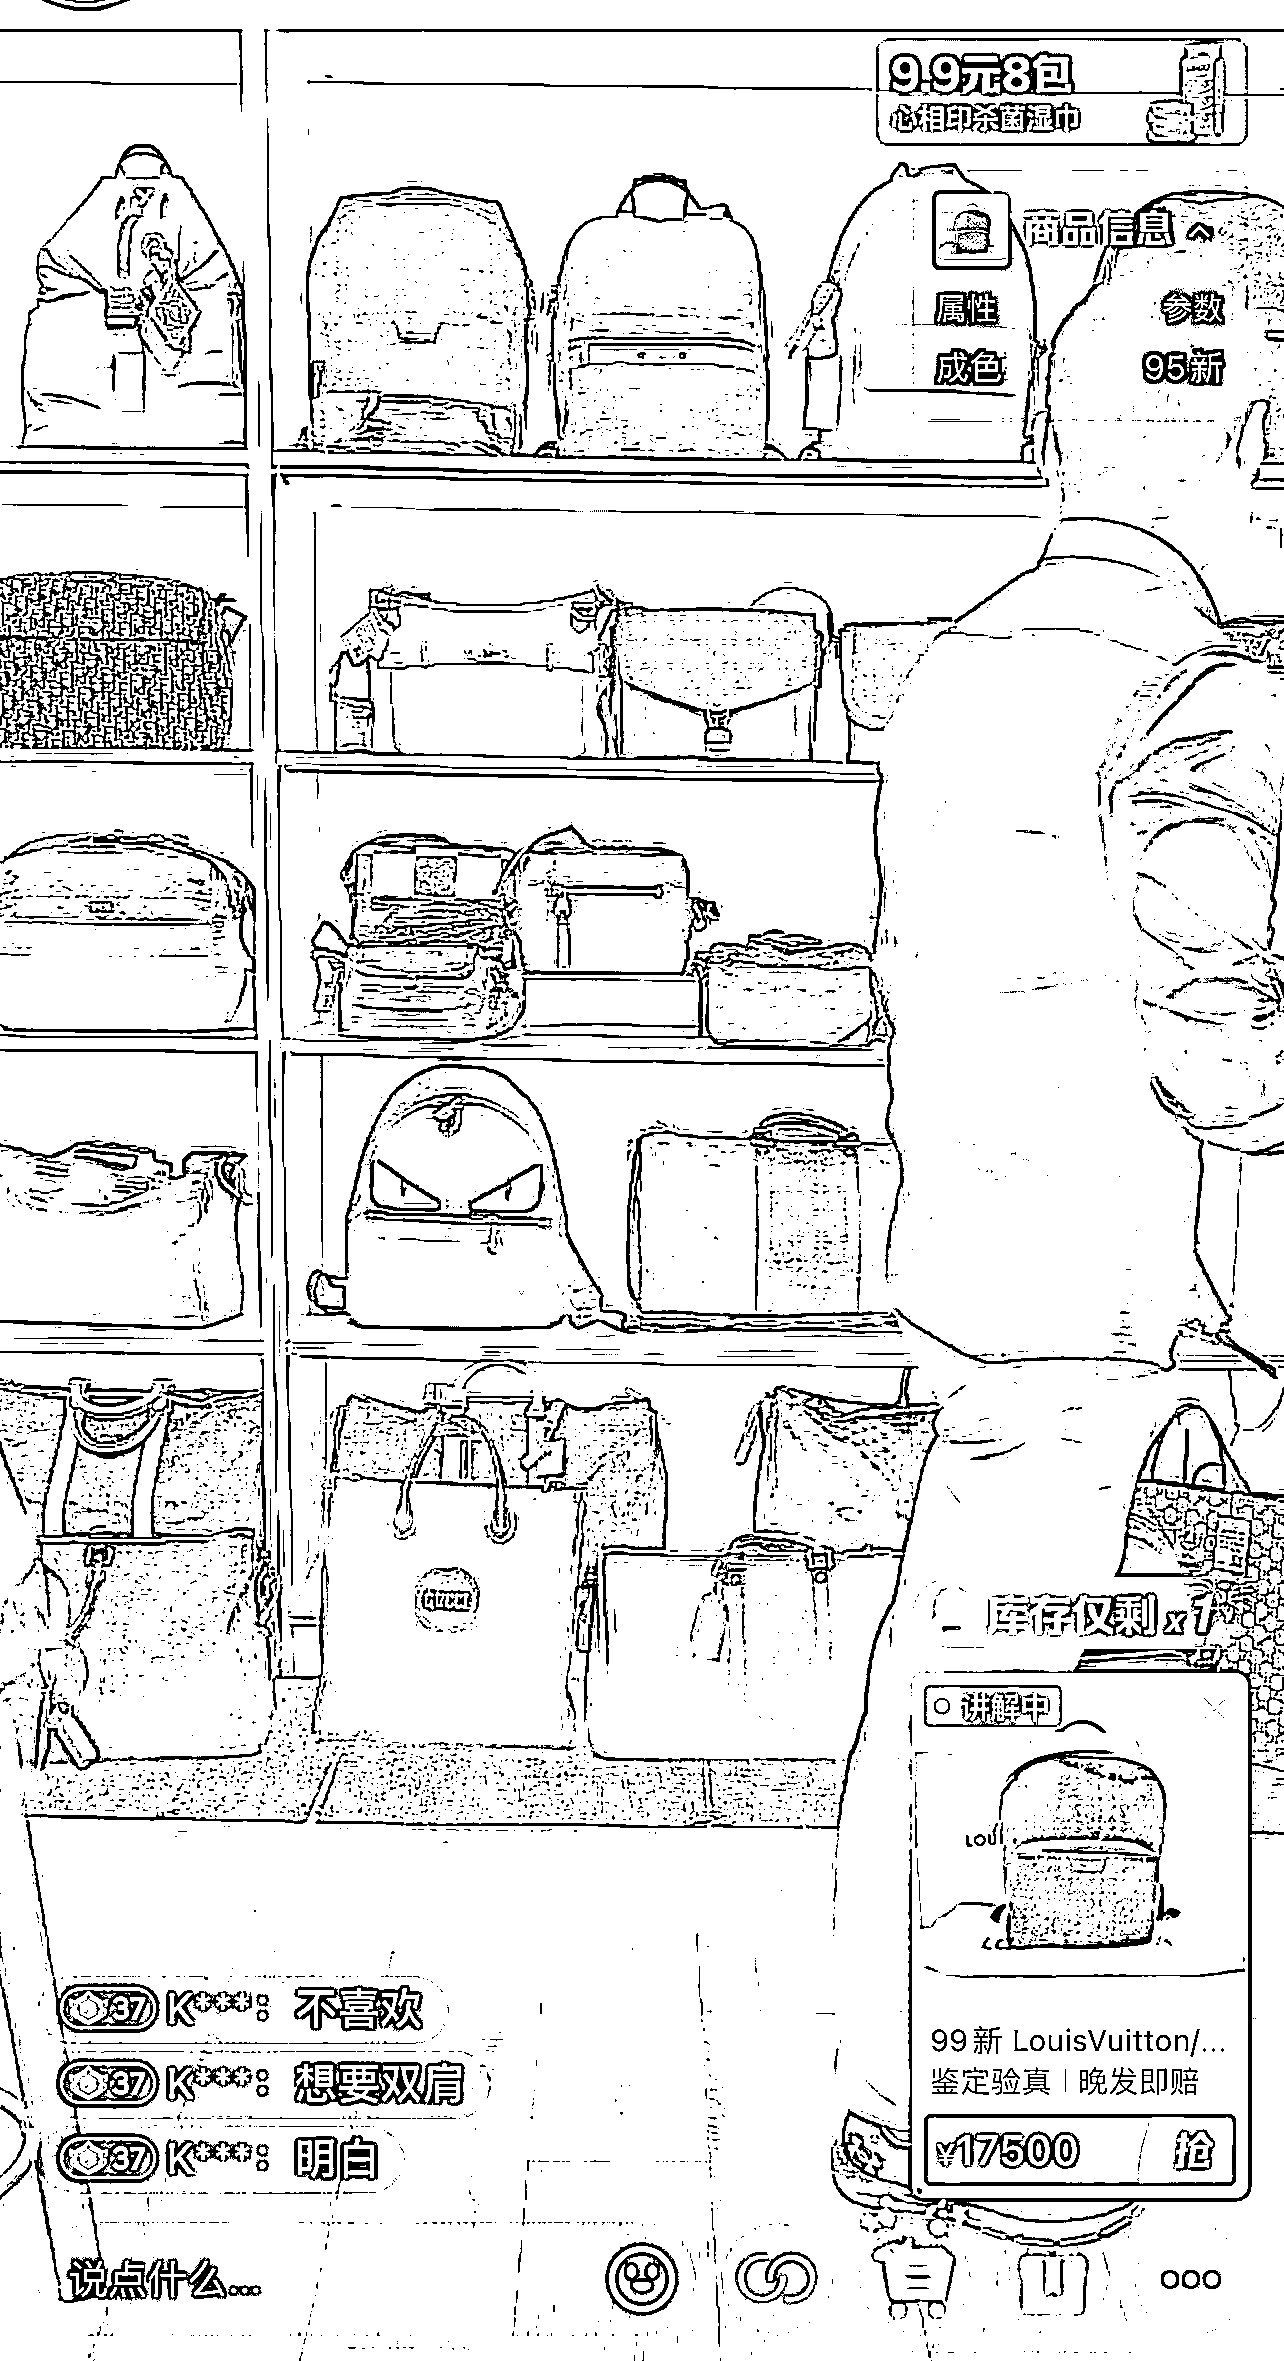 9.9元8包
心相印杀菌湿巾
商品信息
属性 参数
成色 95新
GUCCI
库存仅剩 x 1
讲解中
LOUI
99新 LouisVuitton/...
鉴定验真 | 晚发即赔
¥17500 抢
37 K***： 不喜欢
37 K***： 想要双肩
37 K***： 明白
说点什么...